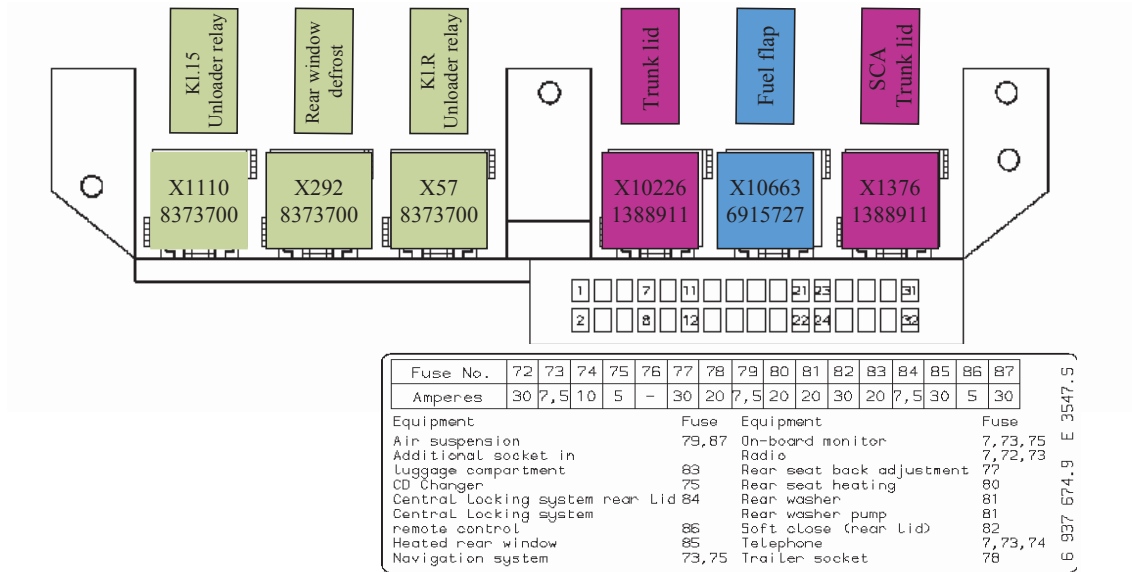 Kl.15
Unloader relay
Rear window
defrost
Kl.R
Unloader relay
Trunk lid
Fuel flap
SCA
Trunk lid
X1110
8373700
X292
8373700
X57
8373700
X10226
1388911
X10663
6915727
X1376
1388911
1 7 11 21 23 31
2 8 12 22 24 32
Fuse No. 72 73 74 75 76 77 78 79 80 81 82 83 84 85 86 87
Amperes 30 7,5 10 5 - 30 20 7,5 20 20 30 20 7,5 30 5 30
Equipment Fuse Equipment Fuse
Air suspension 79,87 On-board monitor 7,73,75
Additional socket in Radio 7,72,73
luggage compartment 83 Rear seat back adjustment 77
CD Changer 75 Rear seat heating 80
Central Locking system rear Lid 84 Rear washer 81
Central Locking system Rear washer pump 81
remote control 86 Soft close (rear Lid) 82
Heated rear window 85 Telephone 7,73,74
Navigation system 73,75 Trailer socket 78
6 937 674.9 E 3547.5